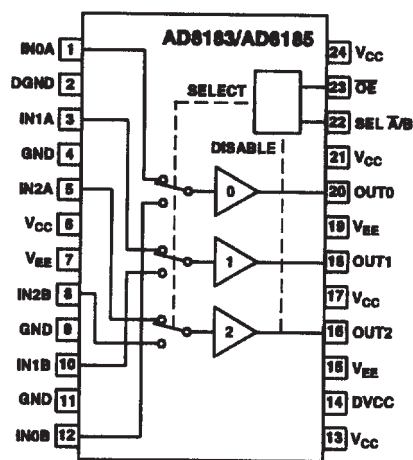 AD8183/AD8185
IN0A 1
DGND 2
IN1A 3
GND 4
IN2A 5
VCC 6
VEE 7
IN2B 8
GND 9
IN1B 10
GND 11
IN0B 12
SELECT
DISABLE
0
1
2
24 VCC
23 OE
22 SEL A/B
21 VCC
20 OUT0
19 VEE
18 OUT1
17 VCC
16 OUT2
15 VEE
14 DVCC
13 VCC